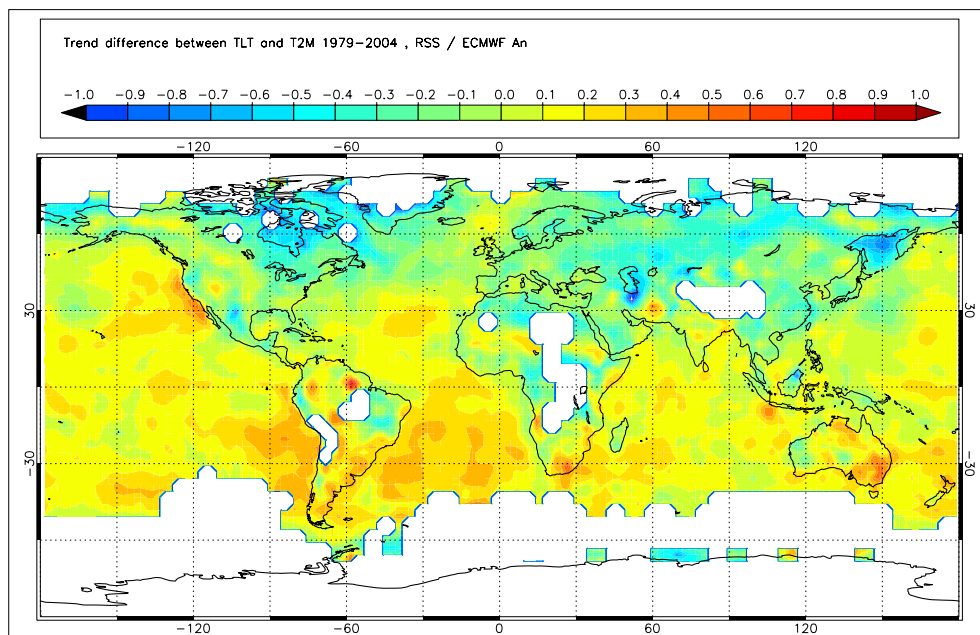 Trend difference between TLT and T2M 1979-2004 , RSS / ECMWF An
-1.0 -0.9 -0.8 -0.7 -0.6 -0.5 -0.4 -0.3 -0.2 -0.1 0.0 0.1 0.2 0.3 0.4 0.5 0.6 0.7 0.8 0.9 1.0
-120 -60 0 60 120
30 30
-30 -30
-120 -60 0 60 120